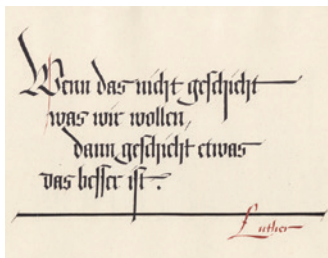 Wenn das nicht geschicht
was wir wollen,
dann geschicht etwas
das besser ist.
Luther